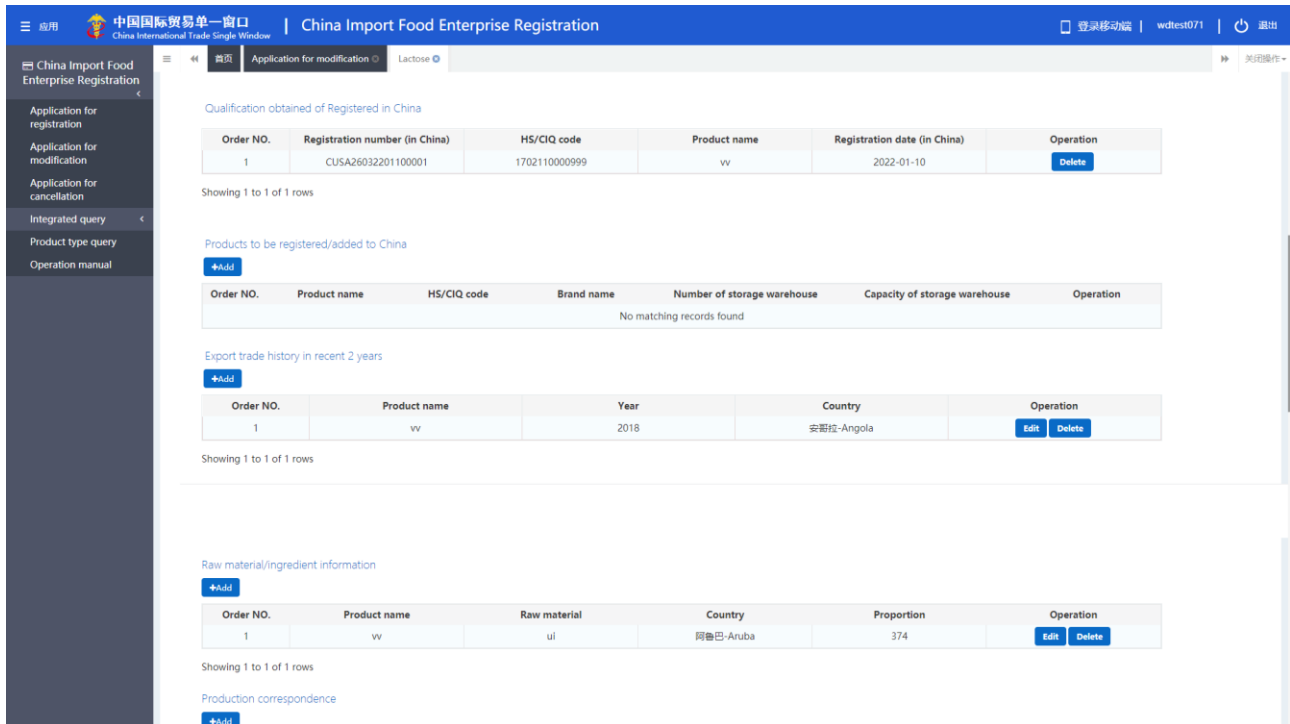 应用
中国国际贸易单一窗口
China International Trade Single Window
China Import Food Enterprise Registration
登录移动端
wdtest071
退出
China Import Food
Enterprise Registration
Application for
registration
Application for
modification
Application for
cancellation
Integrated query
Product type query
Operation manual
首页
Application for modification
Lactose
关闭操作
Qualification obtained of Registered in China
Order NO. Registration number (in China) HS/CIQ code Product name Registration date (in China) Operation
1 CUSA26032201100001 1702110000999 vv 2022-01-10 Delete
Showing 1 to 1 of 1 rows
Products to be registered/added to China
+Add
Order NO. Product name HS/CIQ code Brand name Number of storage warehouse Capacity of storage warehouse Operation
No matching records found
Export trade history in recent 2 years
+Add
Order NO. Product name Year Country Operation
1 vv 2018 安哥拉-Angola Edit Delete
Showing 1 to 1 of 1 rows
Raw material/ingredient information
+Add
Order NO. Product name Raw material Country Proportion Operation
1 vv ui 阿鲁巴-Aruba 374 Edit Delete
Showing 1 to 1 of 1 rows
Production correspondence
+Add